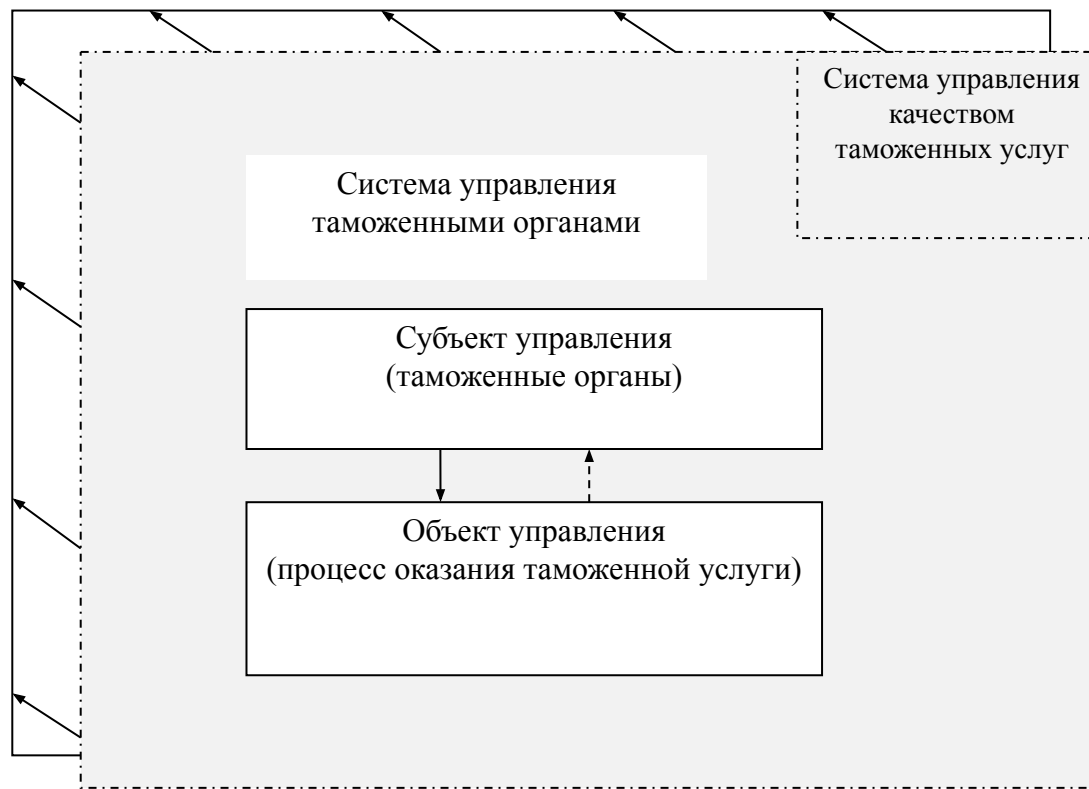 Система управления
качеством
таможенных услуг
Система управления
таможенными органами
Субъект управления
(таможенные органы)
Объект управления
(процесс оказания таможенной услуги)